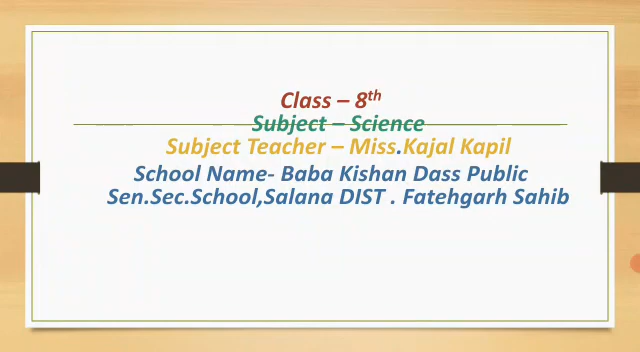 Class – 8th
Subject – Science
Subject Teacher – Miss.Kajal Kapil
School Name- Baba Kishan Dass Public
Sen.Sec.School,Salana DIST . Fatehgarh Sahib